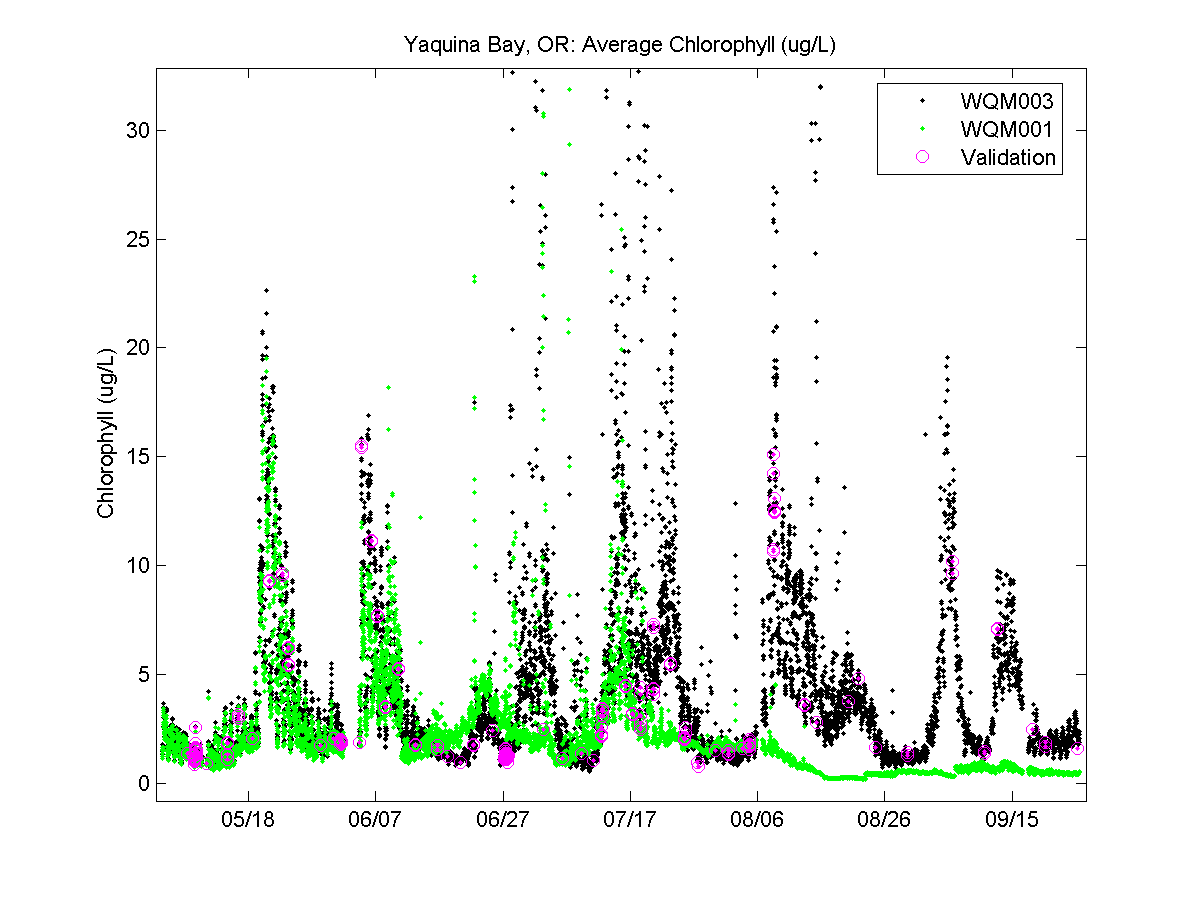 Yaquina Bay, OR: Average Chlorophyll (ug/L)
WQM003
WQM001
Validation
Chlorophyll (ug/L)
30
25
20
15
10
5
0
05/18 06/07 06/27 07/17 08/06 08/26 09/15